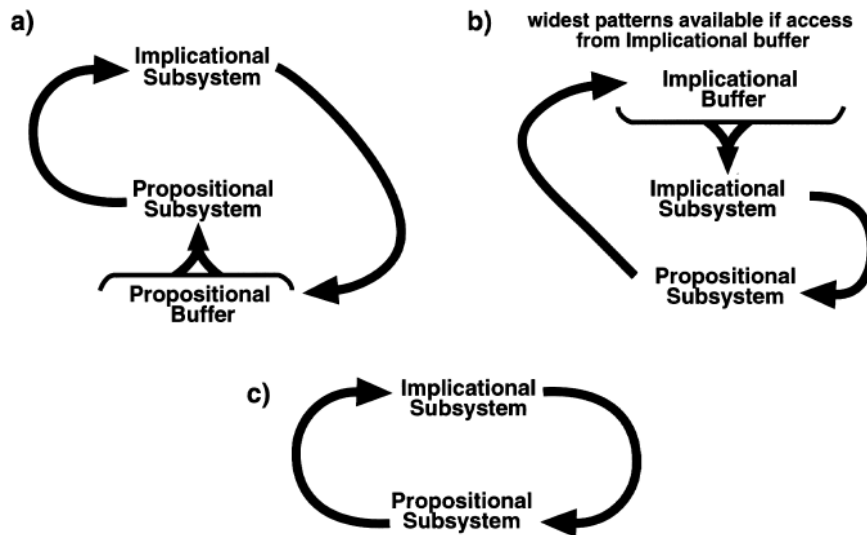 a)
Implicational
Subsystem
Propositional
Subsystem
Propositional
Buffer
b)
widest patterns available if access
from Implicational buffer
Implicational
Buffer
Implicational
Subsystem
Propositional
Subsystem
c)
Implicational
Subsystem
Propositional
Subsystem